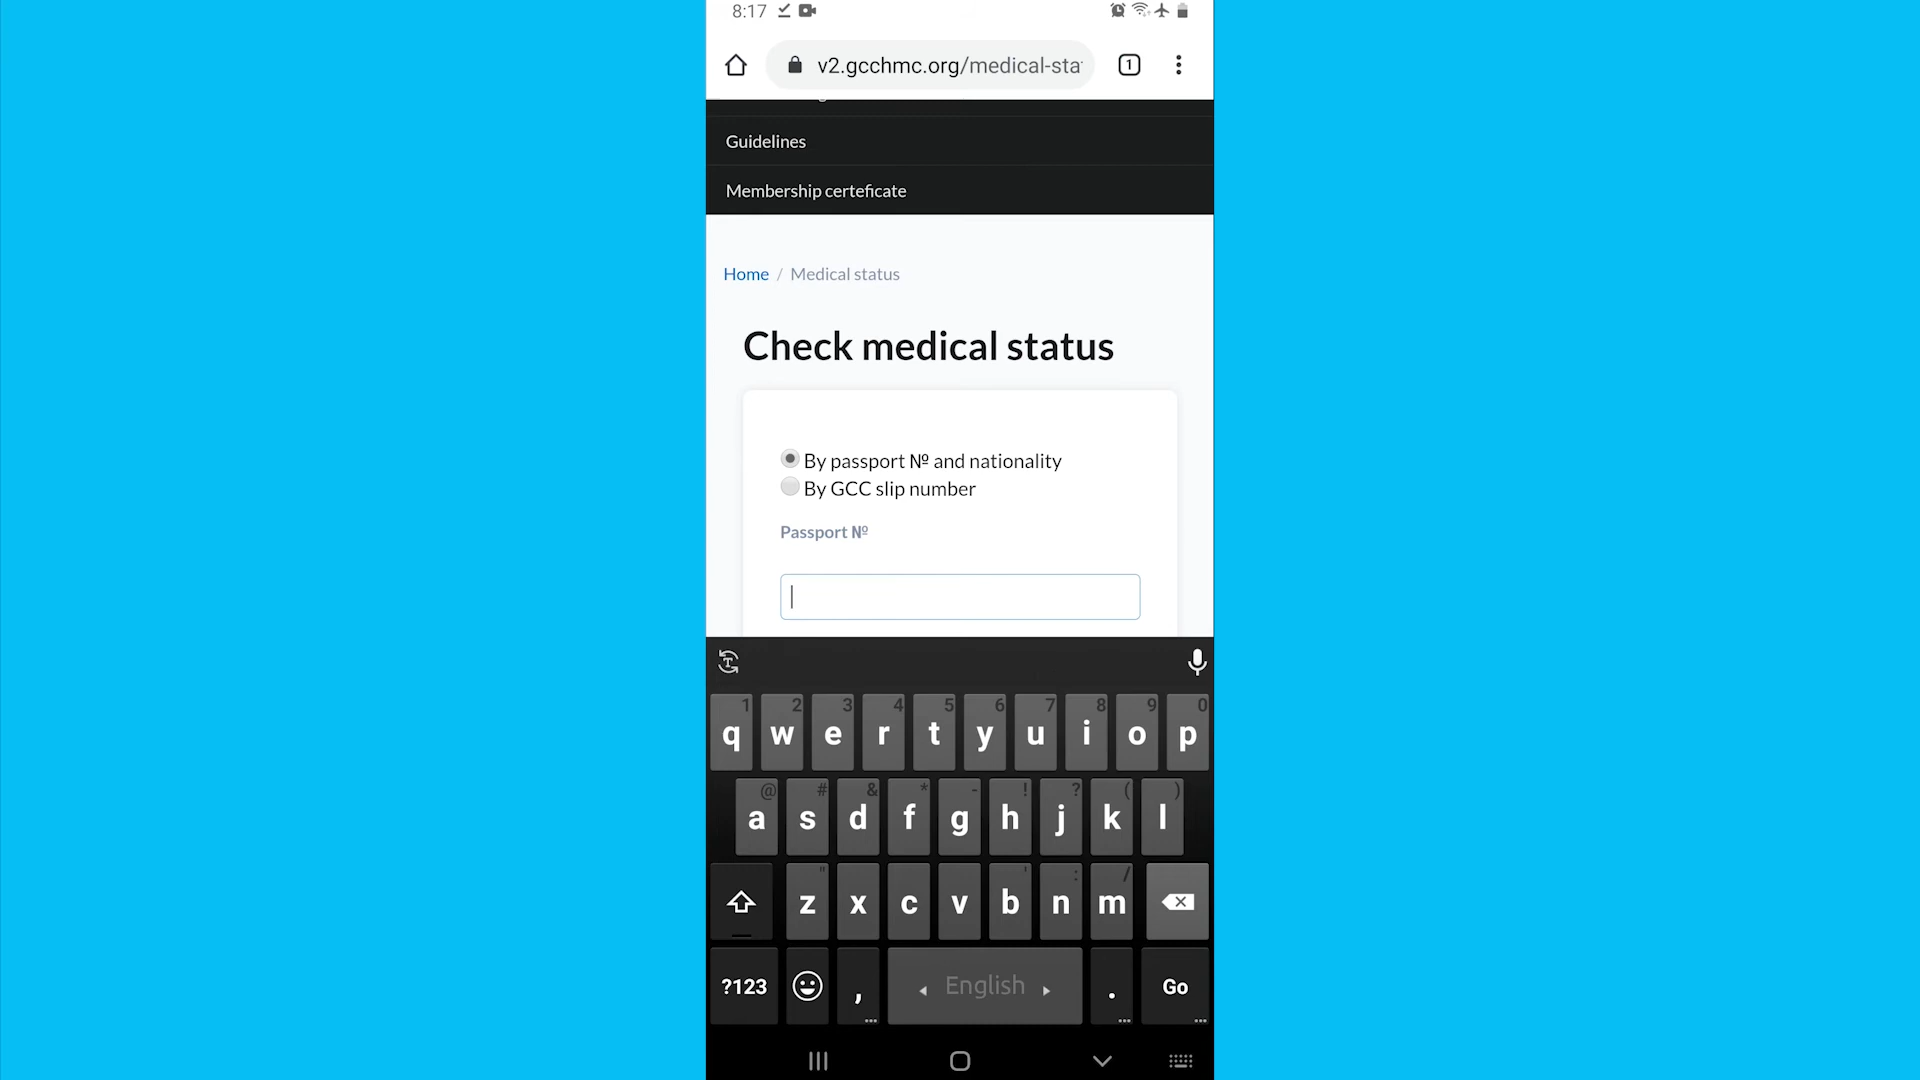 8:17
v2.gcchmc.org/medical-sta
1
Guidelines
Membership certeficate
Home / Medical status
Check medical status
By passport № and nationality
By GCC slip number
Passport №
1 2 3 4 5 6 7 8 9 0
q w e r t y u i o p
@ # & * - ! ? ( )
a s d f g h j k l
" ' : /
z x c v b n m
?123 , English . Go